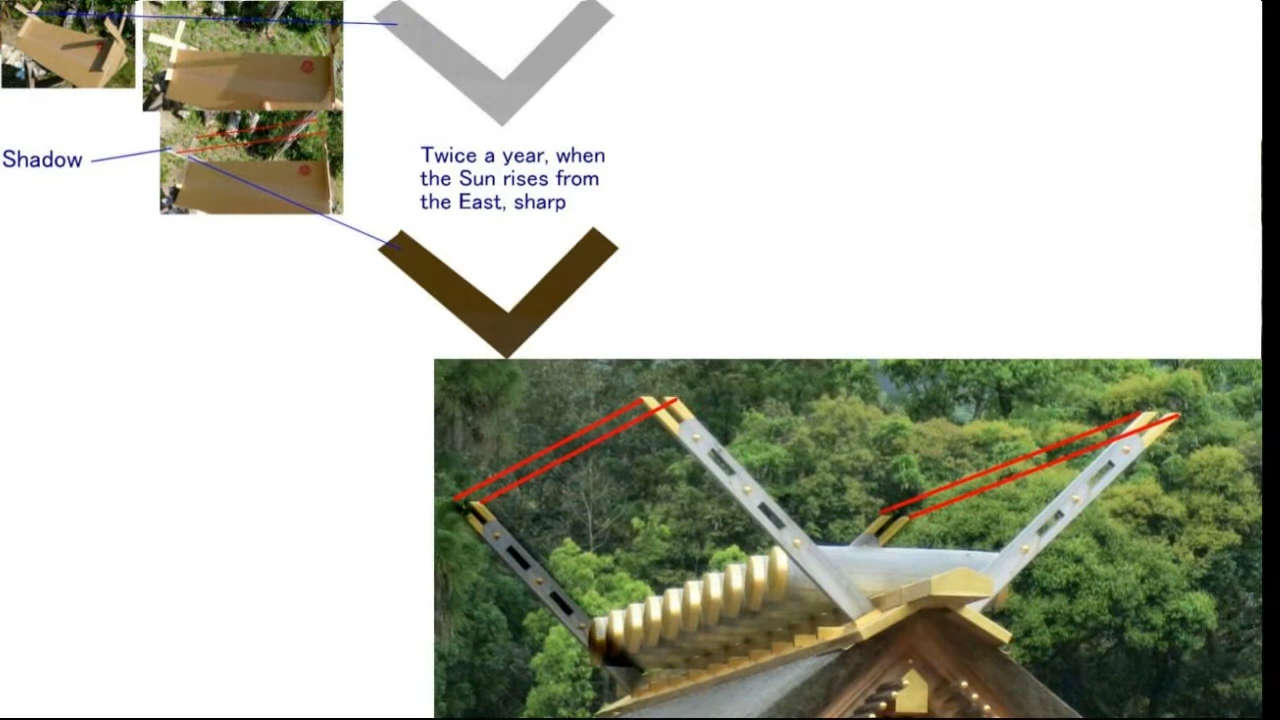 Shadow
Twice a year, when
the Sun rises from
the East, sharp